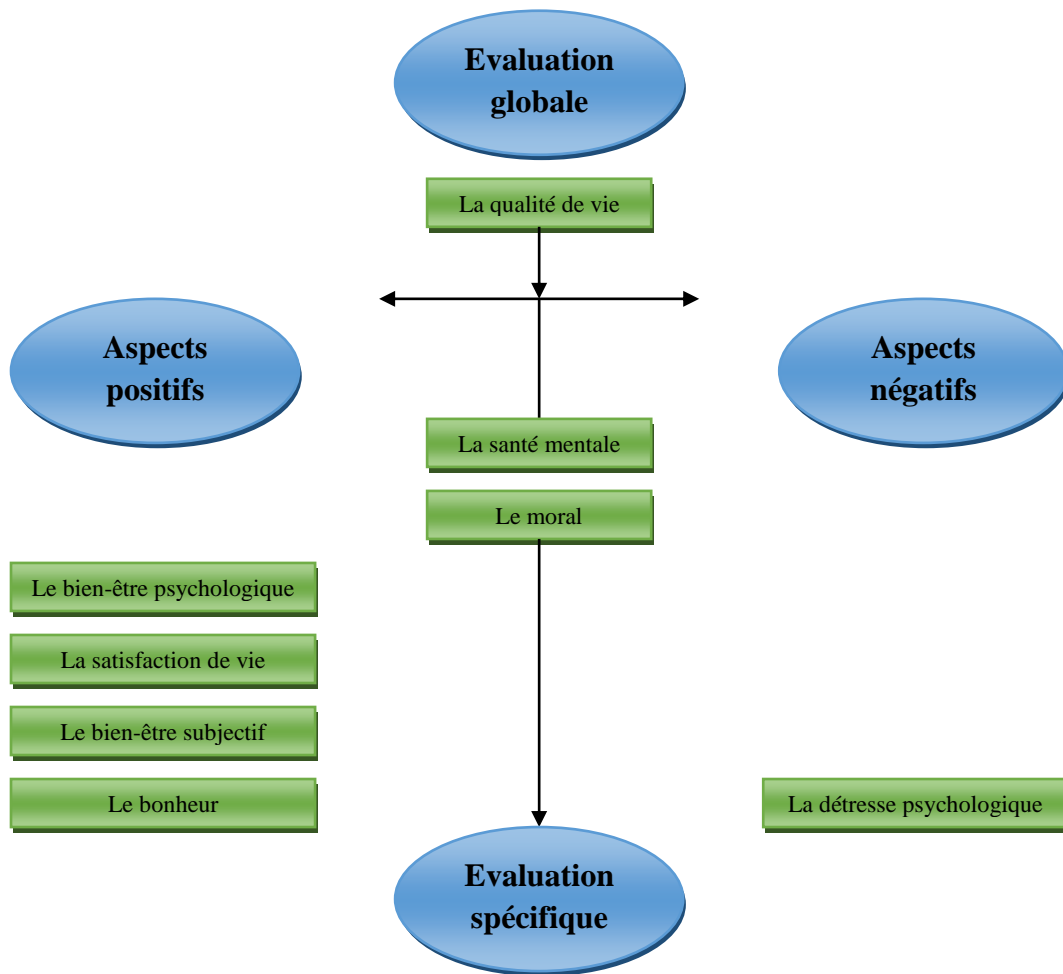 Evaluation
globale
La qualité de vie
Aspects
positifs
Aspects
négatifs
La santé mentale
Le moral
Le bien-être psychologique
La satisfaction de vie
Le bien-être subjectif
Le bonheur
La détresse psychologique
Evaluation
spécifique